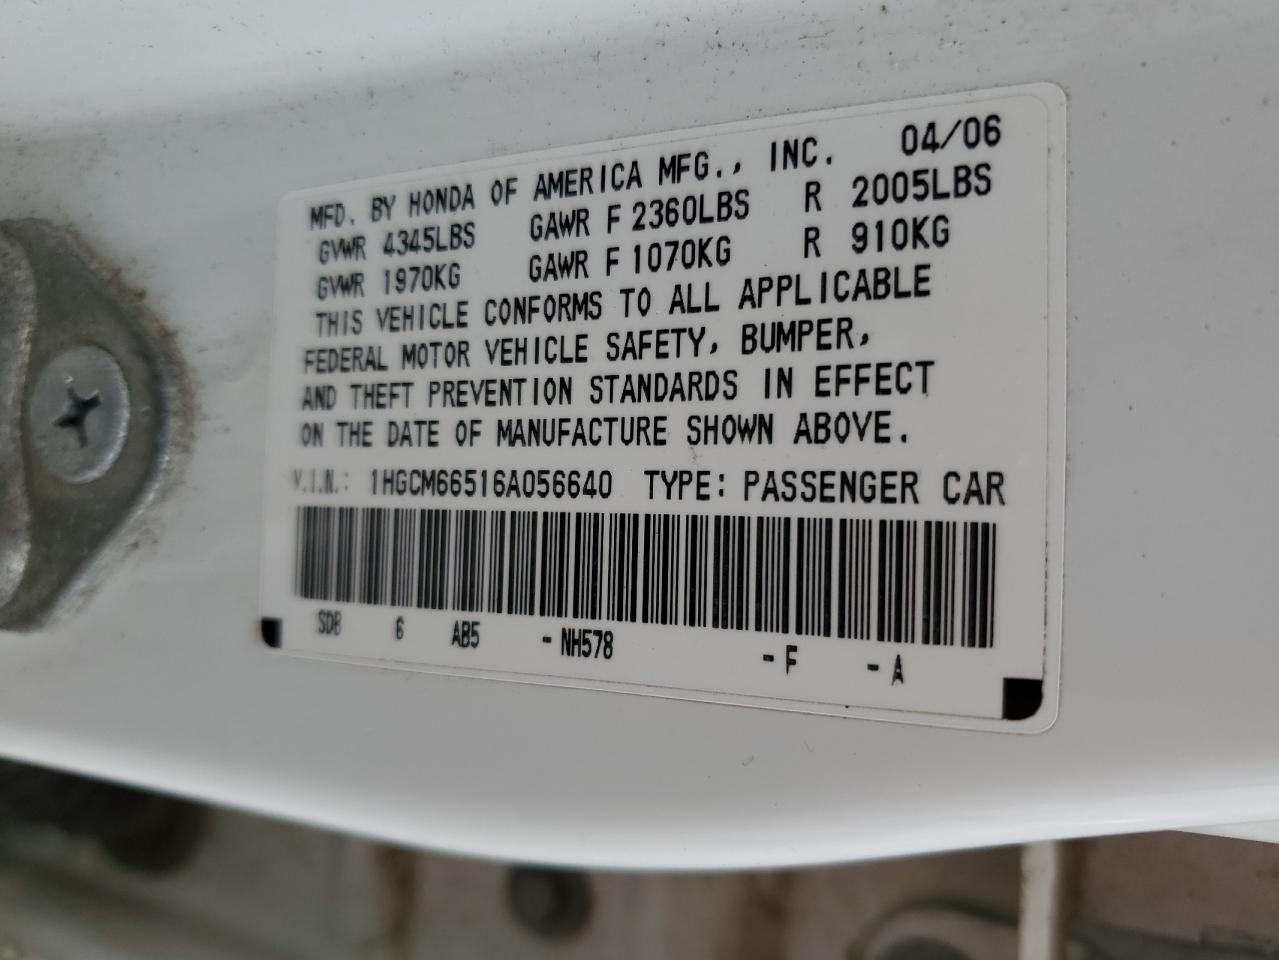 MFD. BY HONDA OF AMERICA MFG., INC. 04/06
GVWR 4345LBS GAWR F 2360LBS R 2005LBS
GVWR 1970KG GAWR F 1070KG R 910KG
THIS VEHICLE CONFORMS TO ALL APPLICABLE
FEDERAL MOTOR VEHICLE SAFETY, BUMPER,
AND THEFT PREVENTION STANDARDS IN EFFECT
ON THE DATE OF MANUFACTURE SHOWN ABOVE.
V.I.N.: 1HGCM66516A056640 TYPE: PASSENGER CAR
SDB 6 AB5 -NH578 -F -A